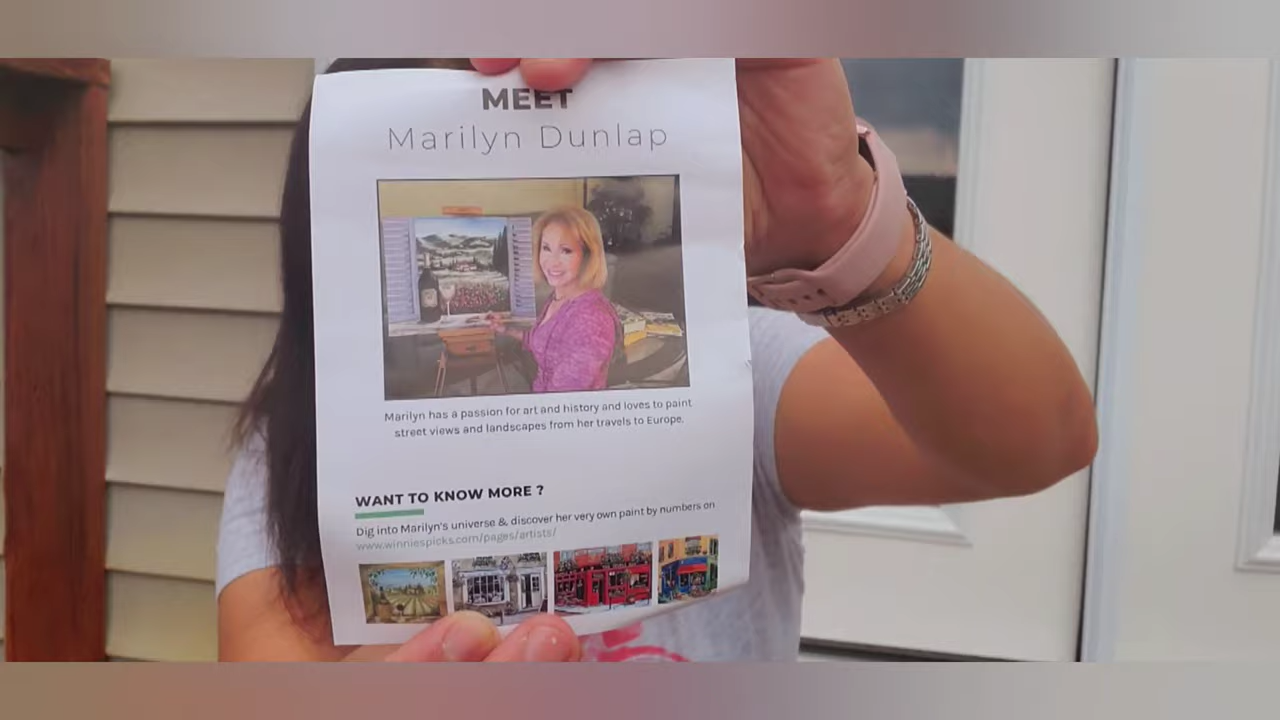 MEET
Marilyn Dunlap
Marilyn has a passion for art and history and loves to paint
street views and landscapes from her travels to Europe.
WANT TO KNOW MORE ?
Dig into Marilyn's universe & discover her very own paint by numbers on
www.winniespicks.com/pages/artists/